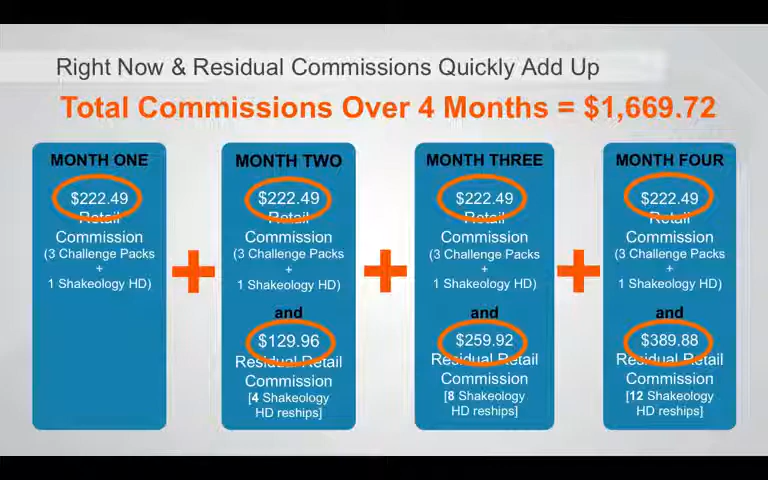 Right Now & Residual Commissions Quickly Add Up
Total Commissions Over 4 Months = $1,669.72
MONTH ONE
$222.49
Retail
Commission
(3 Challenge Packs
+
1 Shakeology HD)
+
MONTH TWO
$222.49
Retail
Commission
(3 Challenge Packs
+
1 Shakeology HD)
and
$129.96
Residual Retail
Commission
[4 Shakeology
HD reships]
+
MONTH THREE
$222.49
Retail
Commission
(3 Challenge Packs
+
1 Shakeology HD)
and
$259.92
Residual Retail
Commission
[8 Shakeology
HD reships]
+
MONTH FOUR
$222.49
Retail
Commission
(3 Challenge Packs
+
1 Shakeology HD)
and
$389.88
Residual Retail
Commission
[12 Shakeology
HD reships]